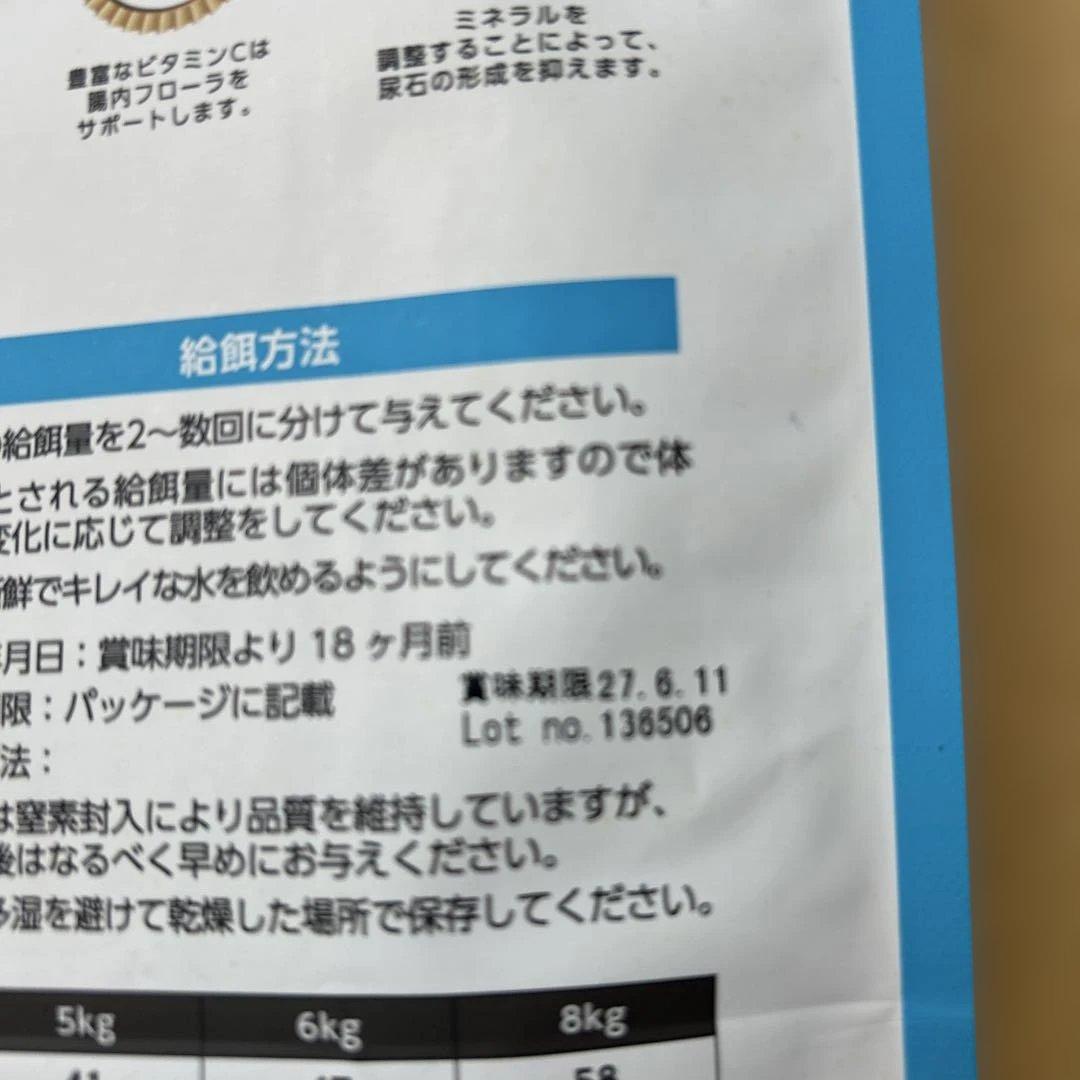 豊富なビタミンCは
腸内フローラを
サポートします。
ミネラルを
調整することによって、
尿石の形成を抑えます。
給餌方法
給餌量を2〜数回に分けて与えてください。
とされる給餌量には個体差がありますので体
変化に応じて調整をしてください。
新鮮でキレイな水を飲めるようにしてください。
年月日：賞味期限より 18 ヶ月前
限：パッケージに記載
賞味期限27.6.11
Lot no.136506
法：
は窒素封入により品質を維持していますが、
後はなるべく早めにお与えください。
多湿を避けて乾燥した場所で保存してください。
5kg 6kg 8kg
58